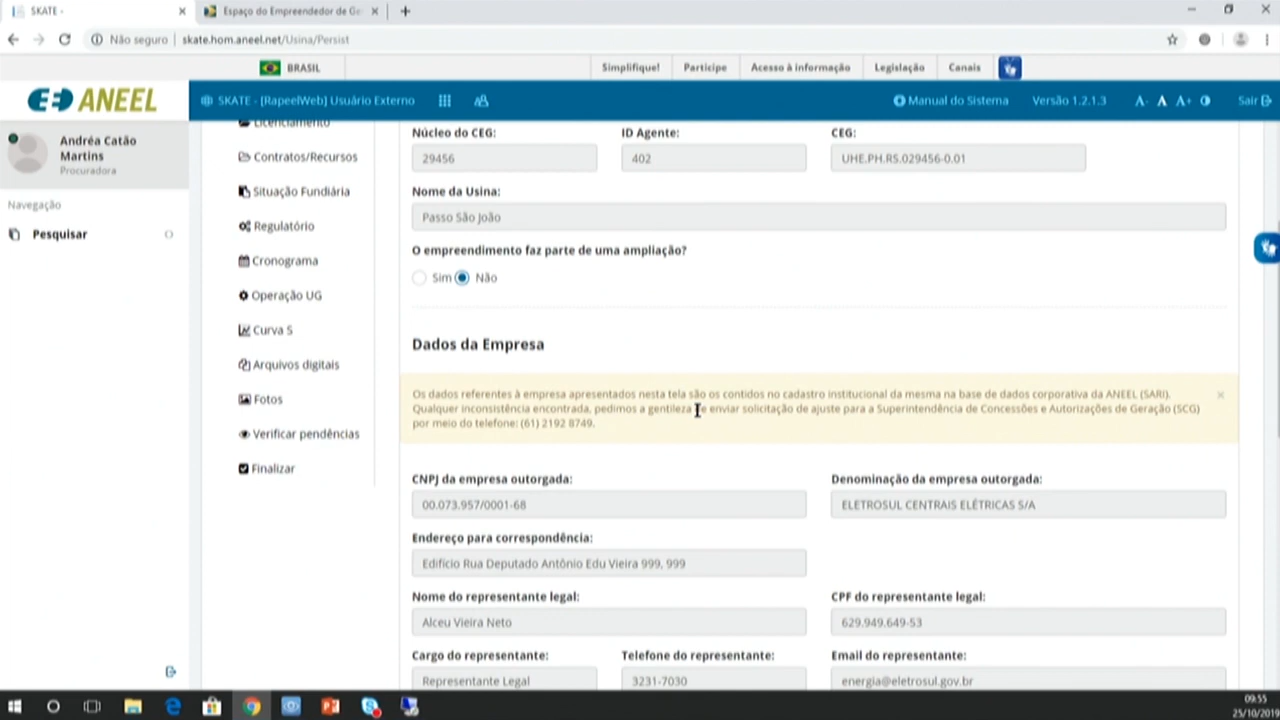 SKATE -
Espaço do Empreendedor de Ge
Não seguro | skate.hom.aneel.net/Usina/Persist
BRASIL
Simplifique!
Participe
Acesso à informação
Legislação
Canais
ANEEL
SKATE - [RapeelWeb] Usuário Externo
Manual do Sistema
Versão 1.2.1.3
A- A A+
Sair
Andréa Catão
Martins
Procuradora
Navegação
Pesquisar
Licenciamento
Contratos/Recursos
Situação Fundiária
Regulatório
Cronograma
Operação UG
Curva S
Arquivos digitais
Fotos
Verificar pendências
Finalizar
Núcleo do CEG:
ID Agente:
CEG:
29456
402
UHE.PH.RS.029456-0.01
Nome da Usina:
Passo São João
O empreendimento faz parte de uma ampliação?
Sim Não
Dados da Empresa
Os dados referentes à empresa apresentados nesta tela são os contidos no cadastro institucional da mesma na base de dados corporativa da ANEEL (SARI).
Qualquer inconsistência encontrada, pedimos a gentileza de enviar solicitação de ajuste para a Superintendência de Concessões e Autorizações de Geração (SCG)
por meio do telefone: (61) 2192 8749.
CNPJ da empresa outorgada:
Denominação da empresa outorgada:
00.073.957/0001-68
ELETROSUL CENTRAIS ELÉTRICAS S/A
Endereço para correspondência:
Edifício Rua Deputado Antônio Edu Vieira 999, 999
Nome do representante legal:
CPF do representante legal:
Alceu Vieira Neto
629.949.649-53
Cargo do representante:
Telefone do representante:
Email do representante:
Representante Legal
3231-7030
energia@eletrosul.gov.br
09:55
25/10/2019